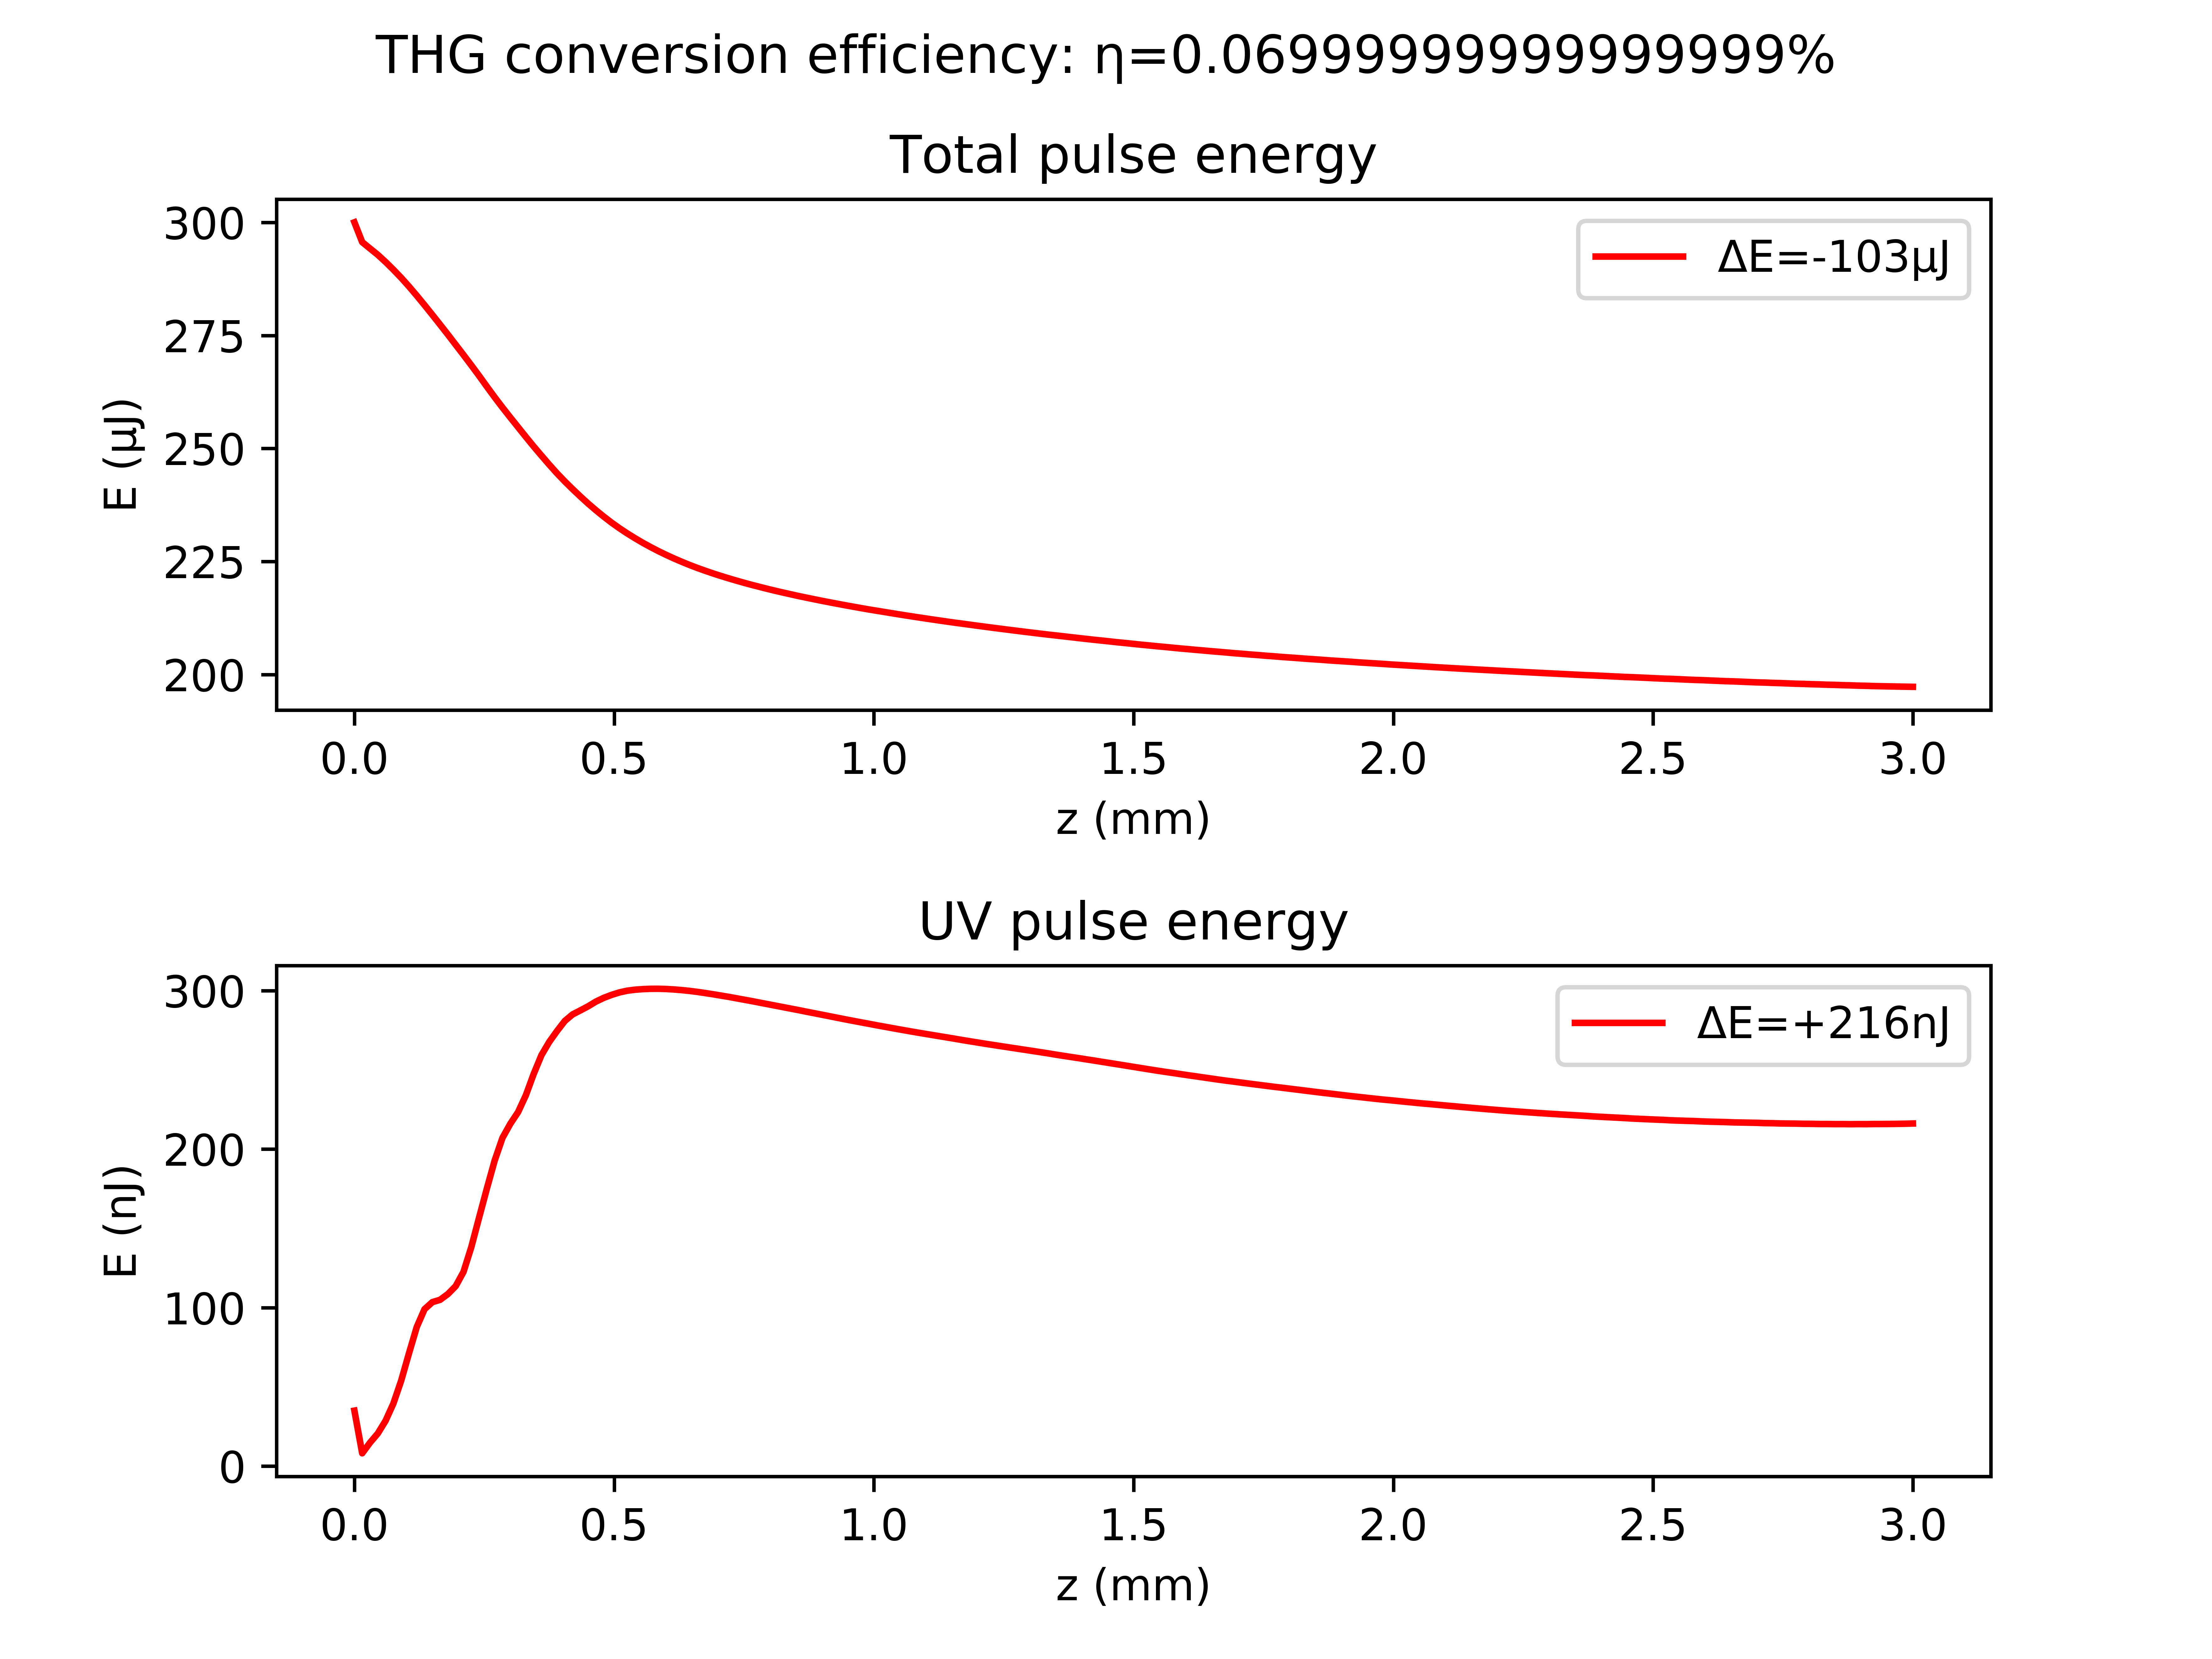 THG conversion efficiency: η=0.06999999999999999%
Total pulse energy
300
275
250
225
200
E (μJ)
ΔE=-103μJ
0.0 0.5 1.0 1.5 2.0 2.5 3.0
z (mm)
UV pulse energy
300
200
100
0
E (nJ)
ΔE=+216nJ
0.0 0.5 1.0 1.5 2.0 2.5 3.0
z (mm)